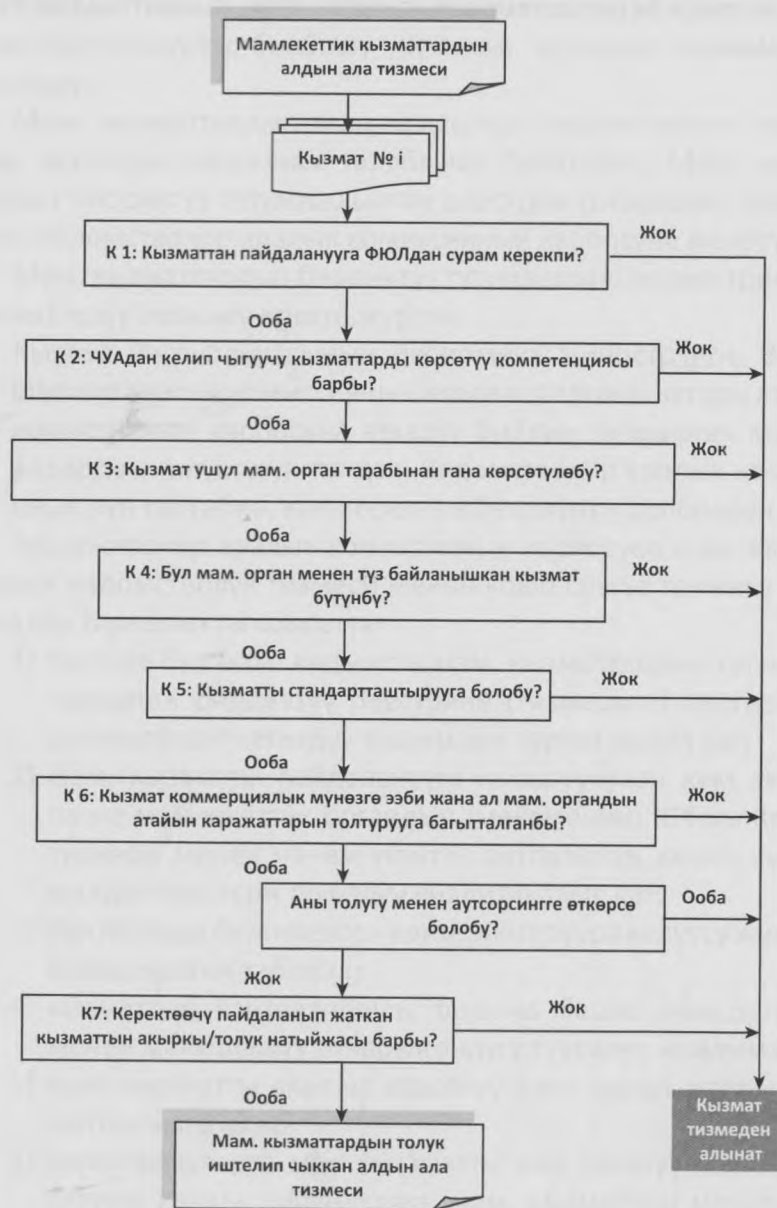 Мамлекеттик кызматтардын
алдын ала тизмеси
Кызмат № i
Жок
К 1: Кызматтан пайдаланууга ФЮЛдан сурам керекпи?
Ооба
Жок
К 2: ЧУАдан келип чыгуучу кызматтарды көрсөтүү компетенциясы
барбы?
Ооба
Жок
К 3: Кызмат ушул мам. орган тарабынан гана көрсөтүлөбү?
Ооба
Жок
К 4: Бул мам. орган менен түз байланышкан кызмат
бүтүнбү?
Ооба
Жок
К 5: Кызматты стандартташтырууга болобу?
Ооба
Жок
К 6: Кызмат коммерциялык мүнөзгө ээби жана ал мам. органдын
атайын каражаттарын толтурууга багытталганбы?
Ооба
Ооба
Аны толугу менен аутсорсингге өткөрсө
болобу?
Жок
Жок
К7: Керектөөчү пайдаланып жаткан
кызматтын акыркы/толук натыйжасы барбы?
Ооба
Кызмат
тизмеден
алынат
Мам. кызматтардын толук
иштелип чыккан алдын ала
тизмеси